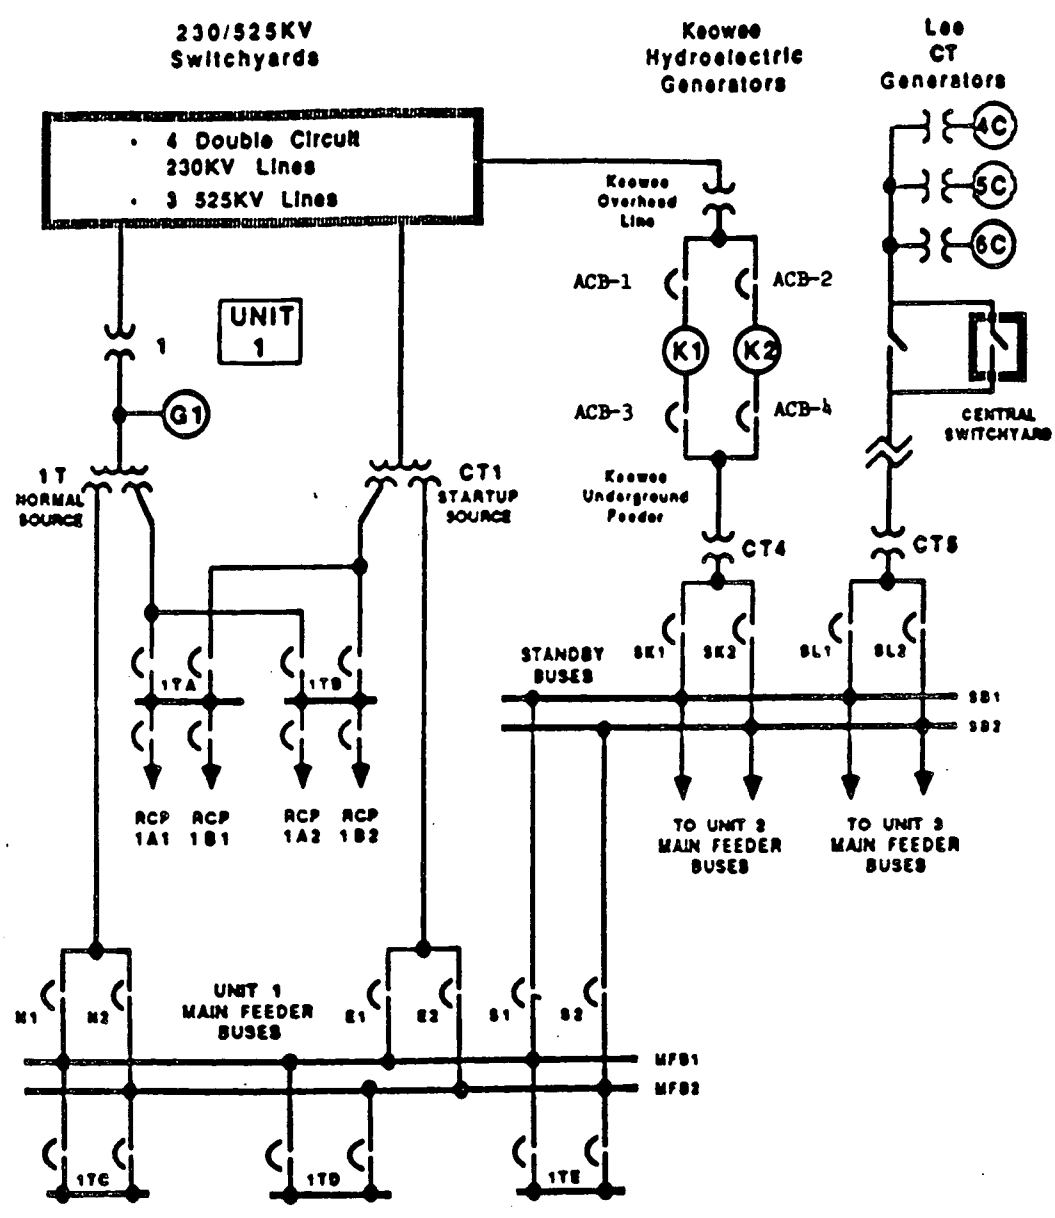 230/525KV
Switchyards
Keowee
Hydroelectric
Generators
Lee
CT
Generators
• 4 Double Circuit
230KV Lines
• 3 525KV Lines
Keowee
Overhead
Line
4C
5C
6C
ACB-1
ACB-2
UNIT
1
1
K1
K2
G1
ACB-3
ACB-4
CENTRAL
SWITCHYARD
1T
NORMAL
SOURCE
CT1
STARTUP
SOURCE
Keowee
Underground
Feeder
CT4
CT5
SK1
SK2
SL1
SL2
STANDBY
BUSES
1TA
1TB
SB1
SB2
RCP
1A1
RCP
1B1
RCP
1A2
RCP
1B2
TO UNIT 2
MAIN FEEDER
BUSES
TO UNIT 3
MAIN FEEDER
BUSES
UNIT 1
MAIN FEEDER
BUSES
N1
N2
E1
E2
S1
S2
MFB1
MFB2
1TC
1TD
1TE